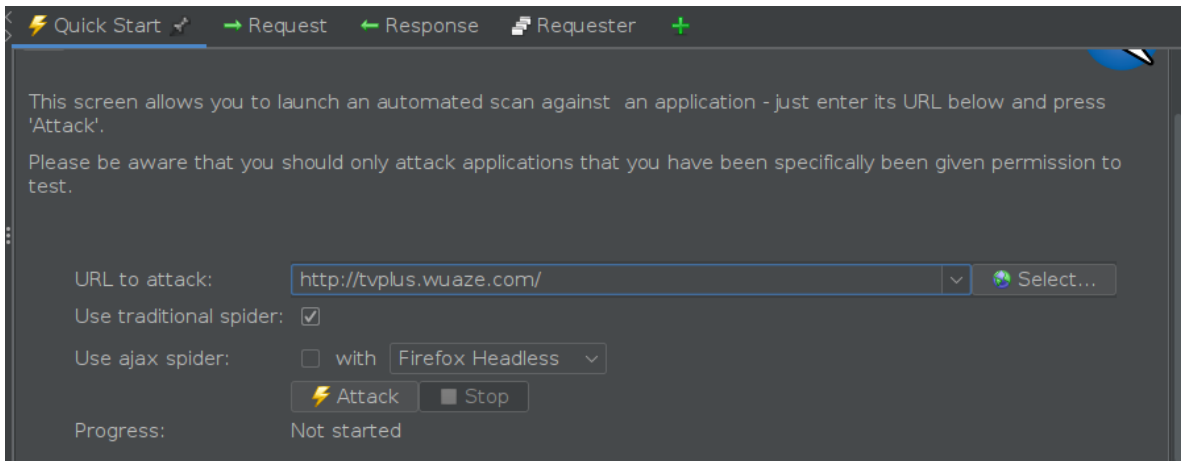 Quick Start Request Response Requester
This screen allows you to launch an automated scan against an application - just enter its URL below and press
'Attack'.
Please be aware that you should only attack applications that you have been specifically been given permission to
test.
URL to attack: http://tvplus.wuaze.com/ Select...
Use traditional spider:
Use ajax spider: with Firefox Headless
Attack Stop
Progress: Not started